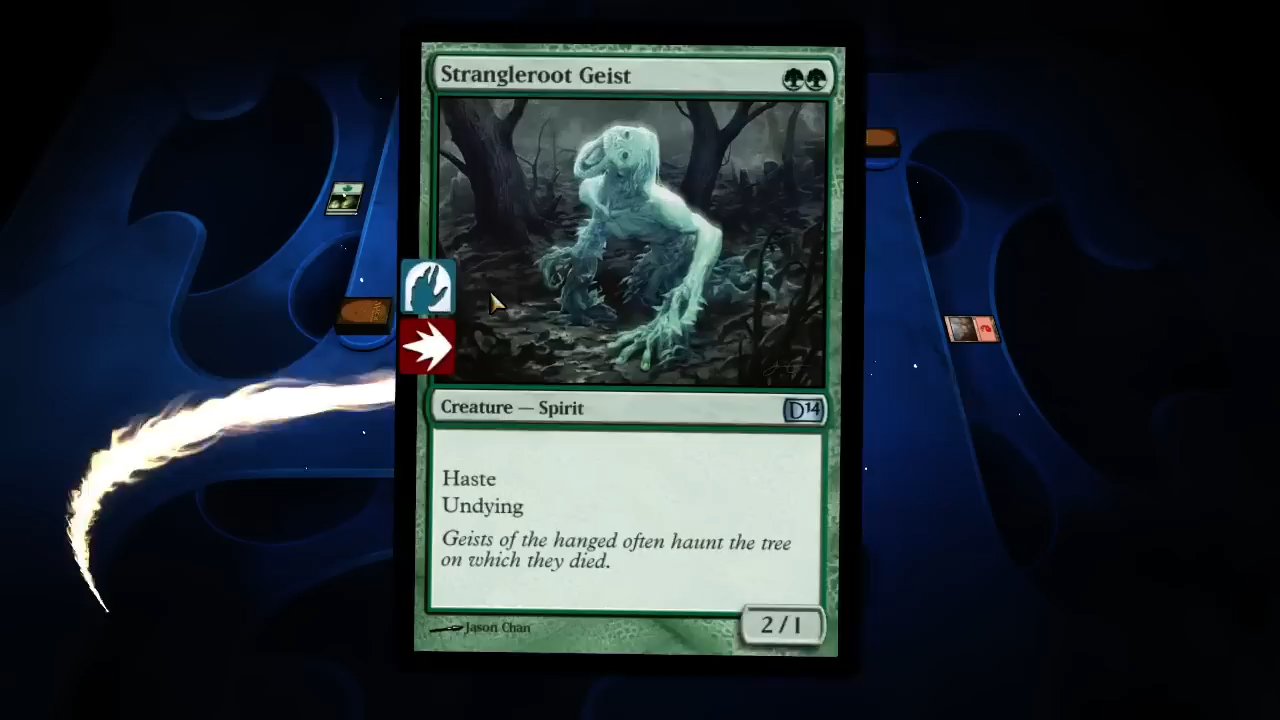 Strangleroot Geist
Creature — Spirit
D14
Haste
Undying
Geists of the hanged often haunt the tree
on which they died.
2/1
Jason Chan